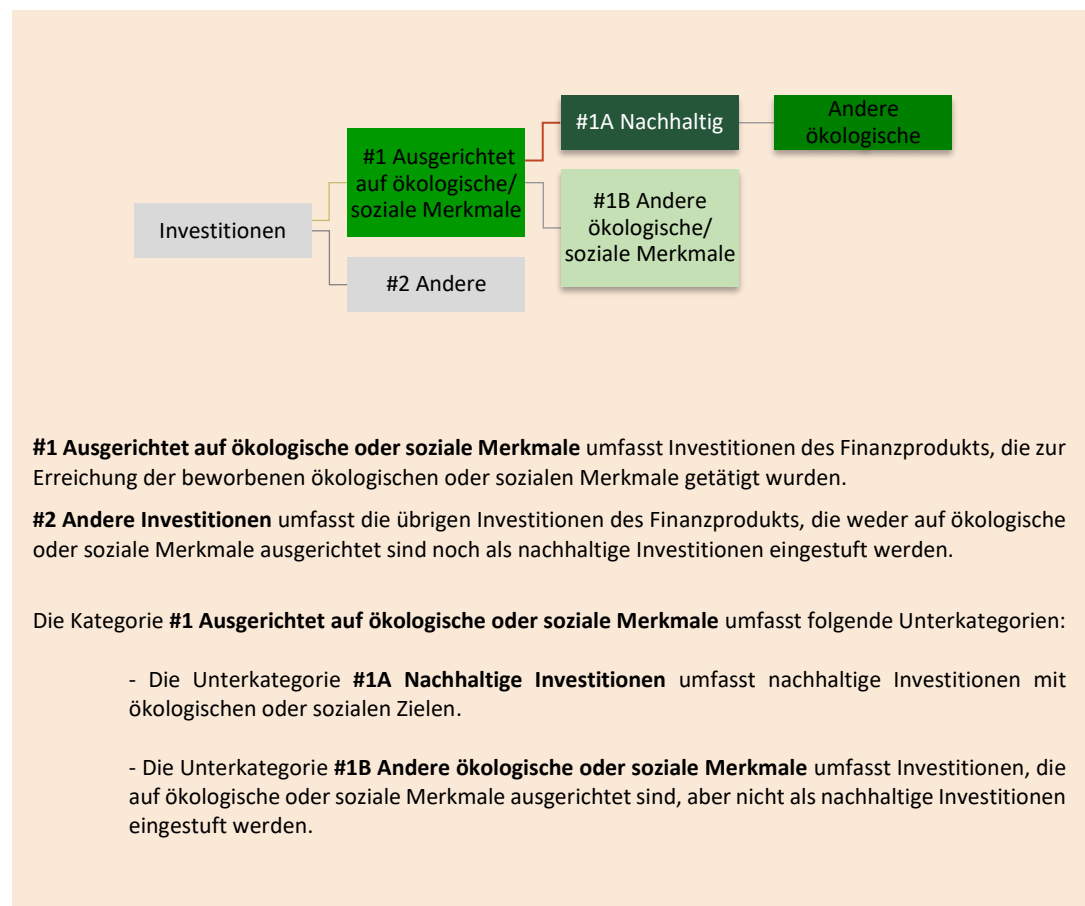 #1A Nachhaltig
Andere
ökologische
#1 Ausgerichtet
auf ökologische/
soziale Merkmale
#1B Andere
ökologische/
soziale Merkmale
Investitionen
#2 Andere
#1 Ausgerichtet auf ökologische oder soziale Merkmale umfasst Investitionen des Finanzprodukts, die zur
Erreichung der beworbenen ökologischen oder sozialen Merkmale getätigt wurden.
#2 Andere Investitionen umfasst die übrigen Investitionen des Finanzprodukts, die weder auf ökologische
oder soziale Merkmale ausgerichtet sind noch als nachhaltige Investitionen eingestuft werden.
Die Kategorie #1 Ausgerichtet auf ökologische oder soziale Merkmale umfasst folgende Unterkategorien:
- Die Unterkategorie #1A Nachhaltige Investitionen umfasst nachhaltige Investitionen mit
ökologischen oder sozialen Zielen.
- Die Unterkategorie #1B Andere ökologische oder soziale Merkmale umfasst Investitionen, die
auf ökologische oder soziale Merkmale ausgerichtet sind, aber nicht als nachhaltige Investitionen
eingestuft werden.